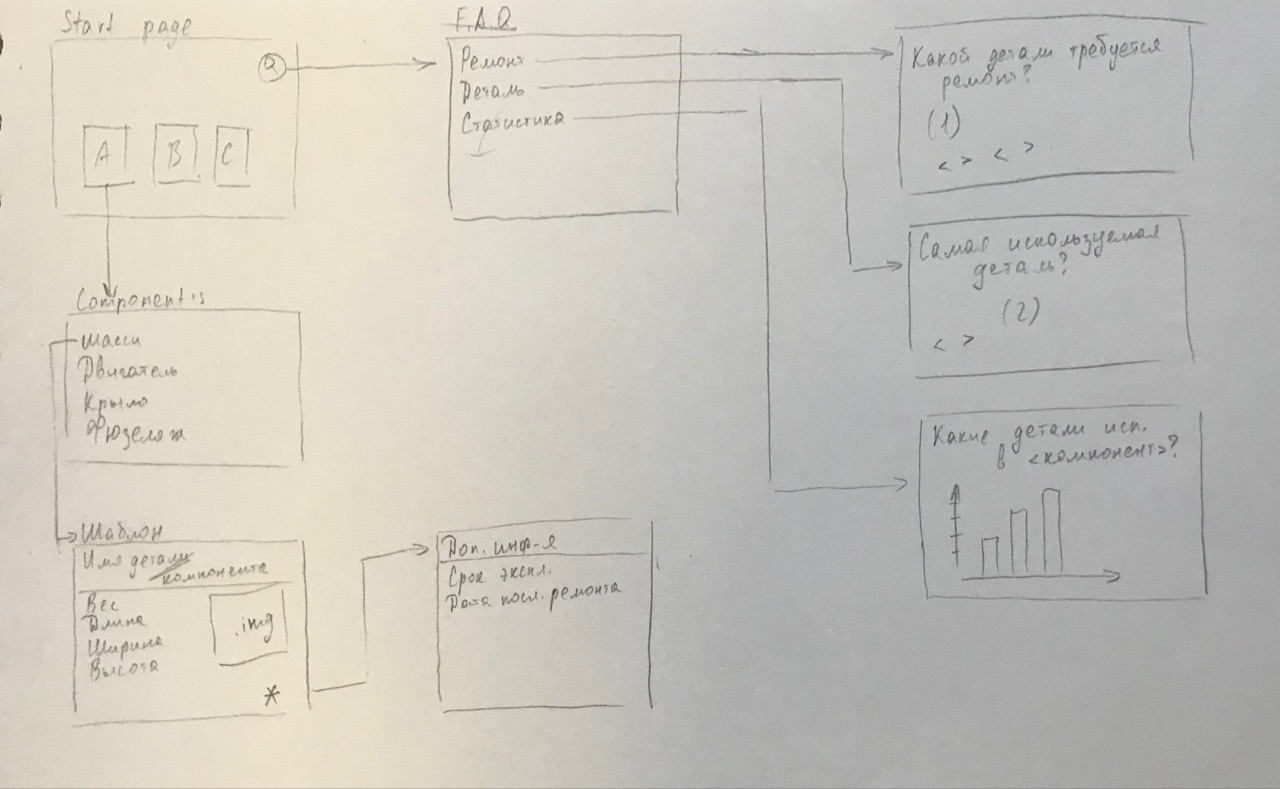 Start page
Q
A B C
F.A.Q
Ремонт
Деталь
Статистика
Какой детали требуется
ремонт?
(1)
< > < >
Самая используемая
деталь?
(2)
< >
Какие детали исп.
в <компонент>?
Component's
Шасси
Двигатель
Крыло
Фюзеляж
Шаблон
Имя детали
компонента
Вес
Длина
Ширина
Высота
.img
*
Доп. инф-я
Срок экспл.
Дата посл. ремонта